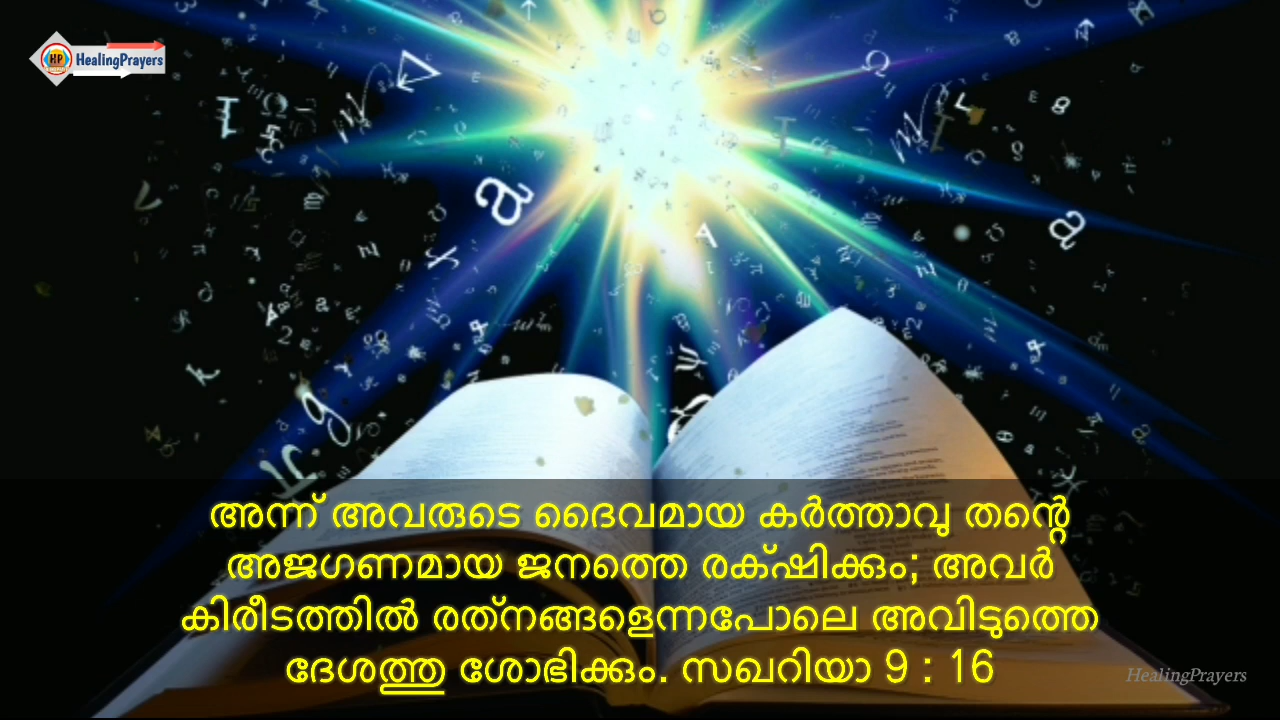 HP HealingPrayers
അന്ന് അവരുടെ ദൈവമായ കർത്താവു തന്റെ
അജഗണമായ ജനത്തെ രക്‌ഷിക്കും; അവർ
കിരീടത്തിൽ രത്‌നങ്ങളെന്നപോലെ അവിടുത്തെ
ദേശത്തു ശോഭിക്കും. സഖറിയാ 9 : 16
HealingPrayers